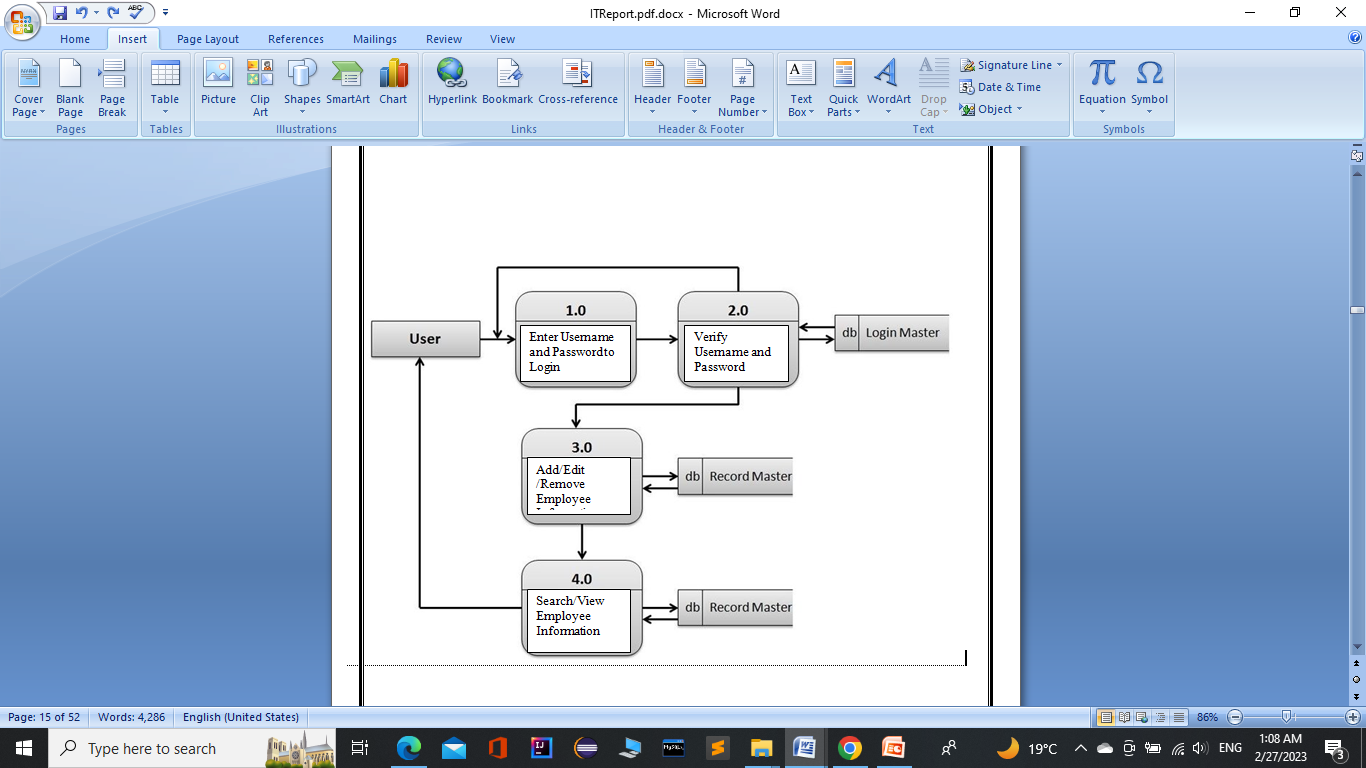 ITReport.pdf.docx - Microsoft Word
Home Insert Page Layout References Mailings Review View
Cover Page
Blank Page
Page Break
Table
Picture
Clip Art
Shapes
SmartArt
Chart
Hyperlink
Bookmark
Cross-reference
Header
Footer
Page Number
Text Box
Quick Parts
WordArt
Drop Cap
Signature Line
Date & Time
Object
Equation
Symbol
Pages
Tables
Illustrations
Links
Header & Footer
Text
Symbols
User
1.0
Enter Username
and Password to
Login
2.0
Verify
Username and
Password
db Login Master
3.0
Add/Edit
/Remove
Employee
db Record Master
4.0
Search/View
Employee
Information
db Record Master
Page: 15 of 52 Words: 4,286 English (United States)
86%
Type here to search
19°C
ENG
1:08 AM
2/27/2023
3